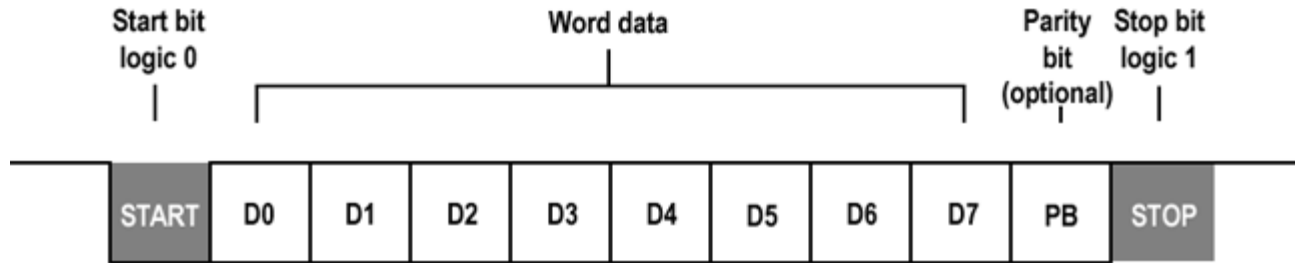 Start bit
logic 0
Word data
Parity
bit
(optional)
Stop bit
logic 1
START D0 D1 D2 D3 D4 D5 D6 D7 PB STOP